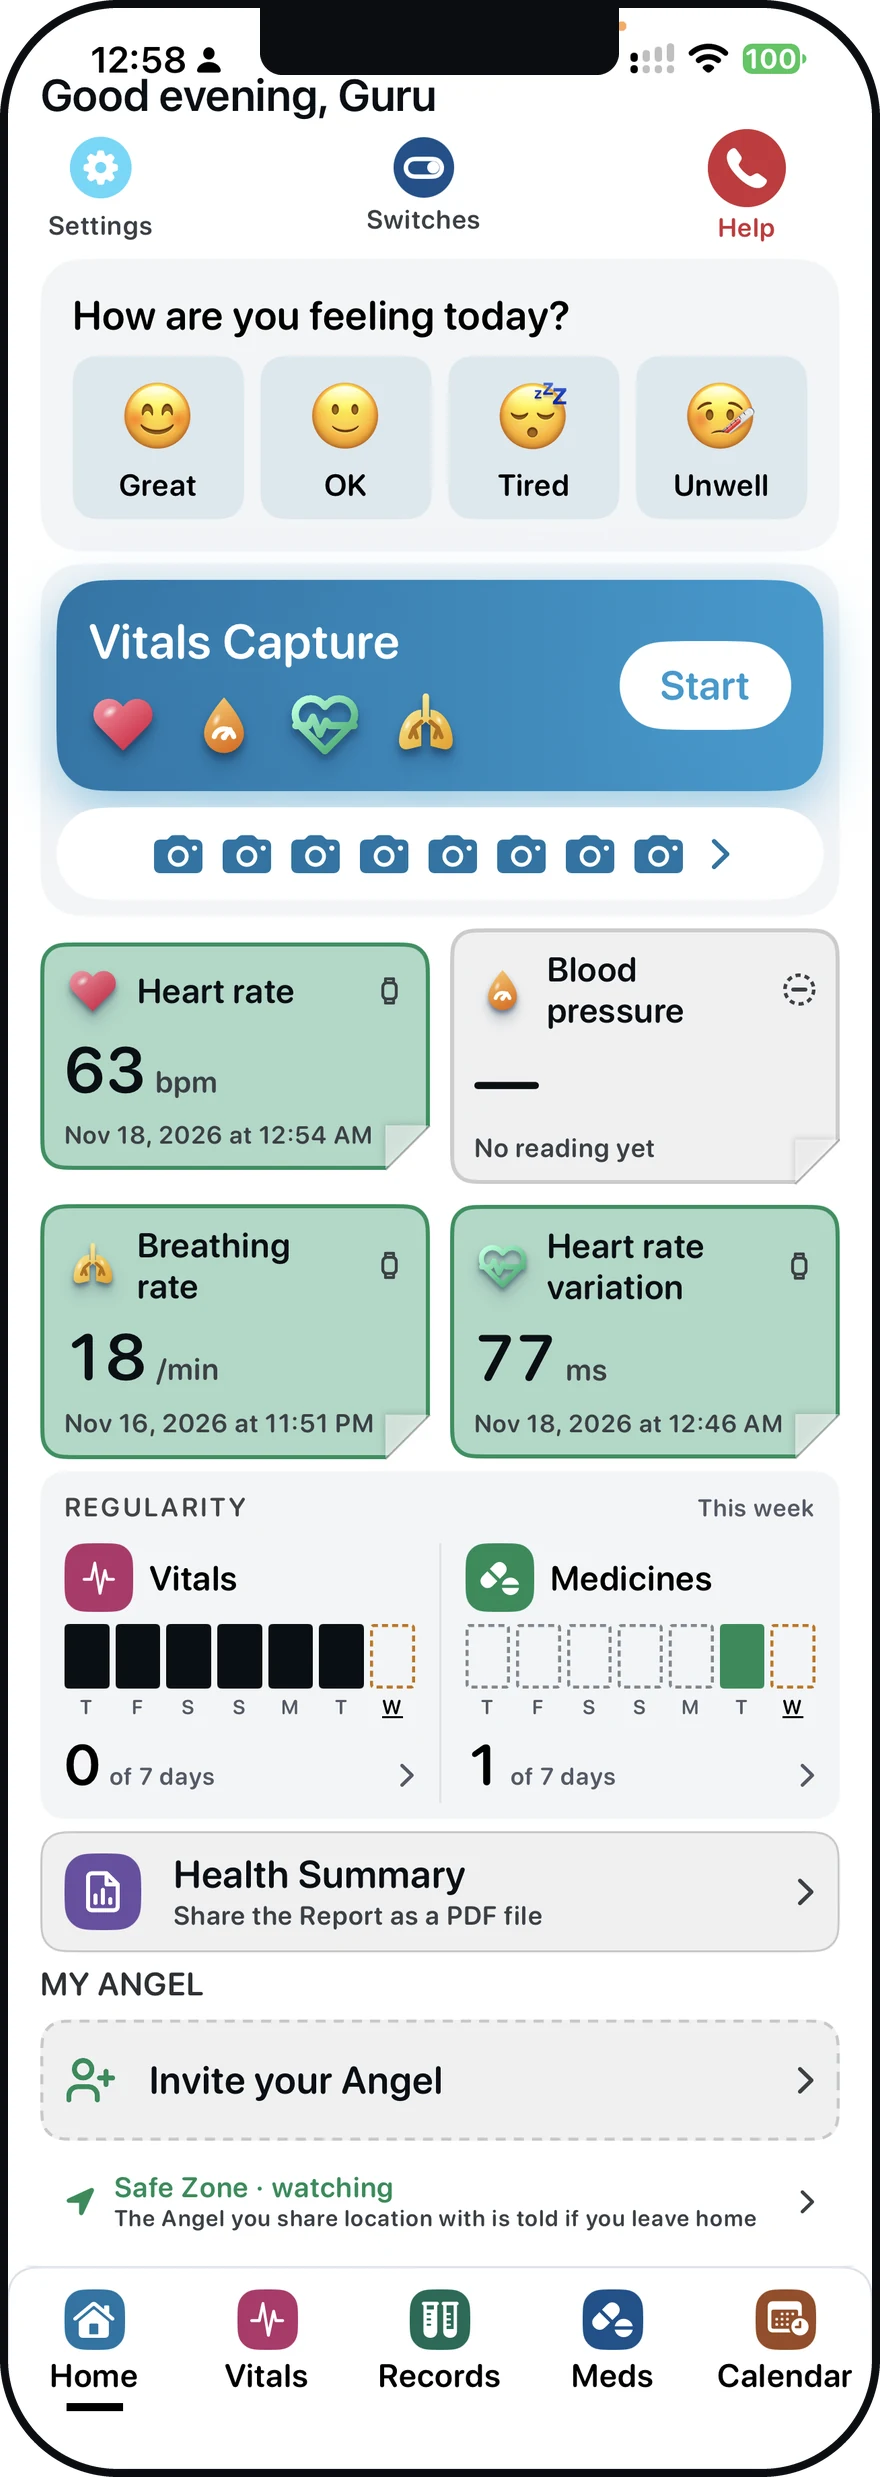 12:58
100
Good evening, Guru
Settings
Switches
Help
How are you feeling today?
Great
OK
Tired
Unwell
Vitals Capture
Start
Heart rate
63 bpm
Nov 18, 2026 at 12:54 AM
Blood
pressure
—
No reading yet
Breathing
rate
18 /min
Nov 16, 2026 at 11:51 PM
Heart rate
variation
77 ms
Nov 18, 2026 at 12:46 AM
REGULARITY
This week
Vitals
T F S S M T W
0 of 7 days
Medicines
T F S S M T W
1 of 7 days
Health Summary
Share the Report as a PDF file
MY ANGEL
Invite your Angel
Safe Zone · watching
The Angel you share location with is told if you leave home
Home
Vitals
Records
Meds
Calendar